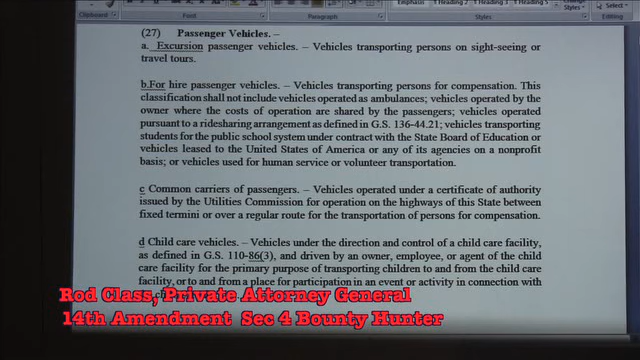 Emphasis ¶ Heading 2 ¶ Heading 3 ¶ Heading 5 Change Styles Select
Clipboard Font Paragraph Styles Editing
(27) Passenger Vehicles. –
a. Excursion passenger vehicles. – Vehicles transporting persons on sight-seeing or
travel tours.
b.For hire passenger vehicles. – Vehicles transporting persons for compensation. This
classification shall not include vehicles operated as ambulances; vehicles operated by the
owner where the costs of operation are shared by the passengers; vehicles operated
pursuant to a ridesharing arrangement as defined in G.S. 136-44.21; vehicles transporting
students for the public school system under contract with the State Board of Education or
vehicles leased to the United States of America or any of its agencies on a nonprofit
basis; or vehicles used for human service or volunteer transportation.
c Common carriers of passengers. – Vehicles operated under a certificate of authority
issued by the Utilities Commission for operation on the highways of this State between
fixed termini or over a regular route for the transportation of persons for compensation.
d Child care vehicles. – Vehicles under the direction and control of a child care facility,
as defined in G.S. 110-86(3), and driven by an owner, employee, or agent of the child
care facility for the primary purpose of transporting children to and from the child care
facility, or to and from a place for participation in an event or activity in connection with
Rod Class, Private Attorney General
14th Amendment Sec 4 Bounty Hunter